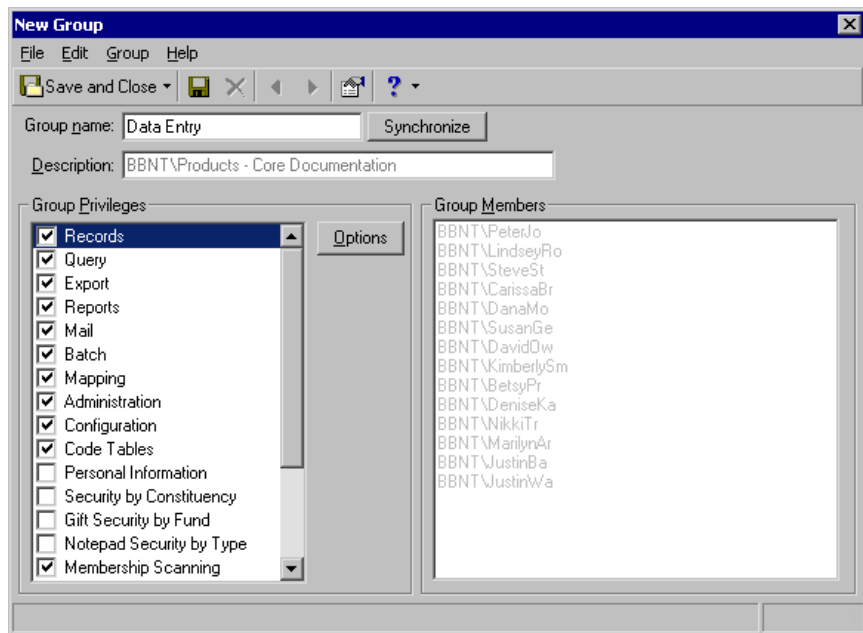 New Group
File Edit Group Help
Save and Close ?
Group name: Data Entry Synchronize
Description: BBNT\Products - Core Documentation
Group Privileges
Records
Query
Export
Reports
Mail
Batch
Mapping
Administration
Configuration
Code Tables
Personal Information
Security by Constituency
Gift Security by Fund
Notepad Security by Type
Membership Scanning
Options
Group Members
BBNT\PeterJo
BBNT\LindseyRo
BBNT\SteveSt
BBNT\CarissaBr
BBNT\DanaMo
BBNT\SusanGe
BBNT\DavidOw
BBNT\KimberlySm
BBNT\BetsyPr
BBNT\DeniseKa
BBNT\NikkiTr
BBNT\MarilynAr
BBNT\JustinBa
BBNT\JustinWa